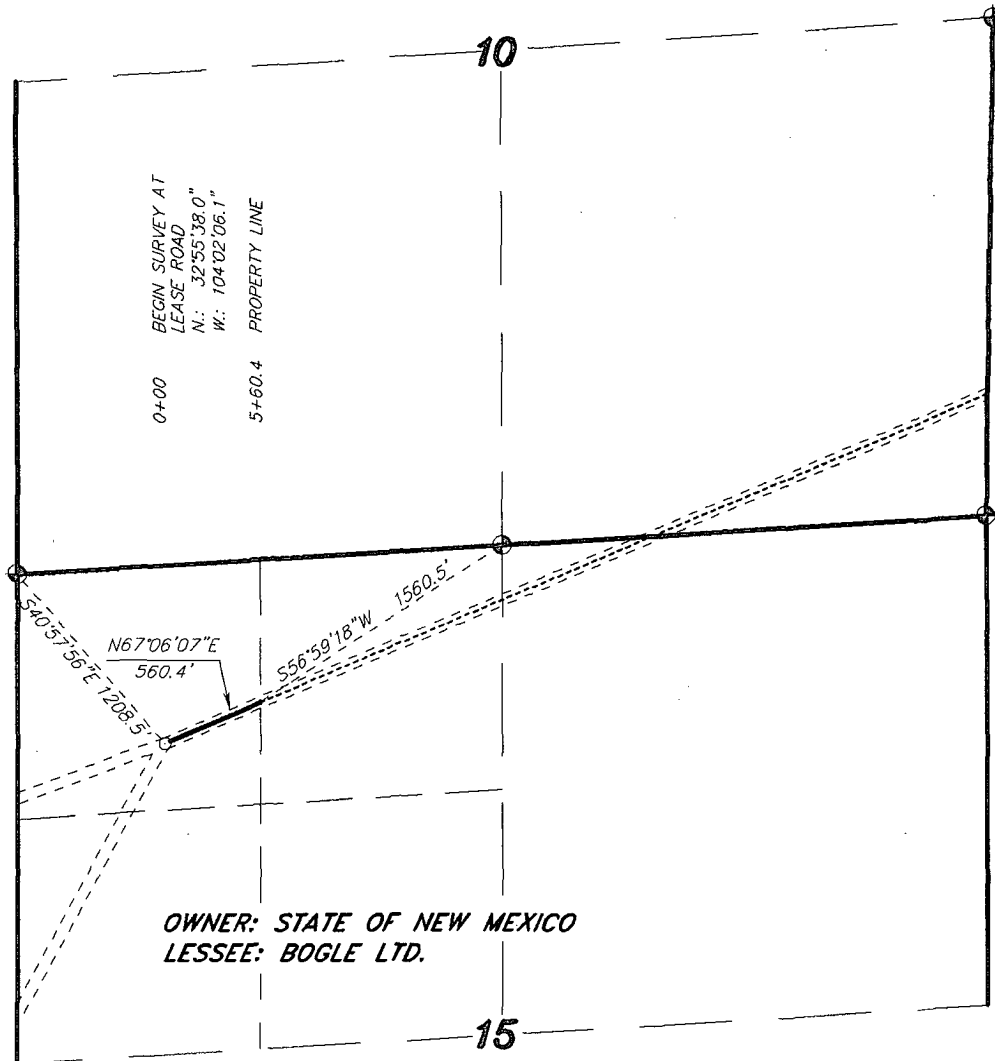 10
0+00 BEGIN SURVEY AT
LEASE ROAD
N.: 32°55'38.0"
W.: 104°02'06.1"
5+60.4 PROPERTY LINE
S40°57'56"E 1208.5'
N67°06'07"E
560.4'
S56°59'18"W 1560.5'
OWNER: STATE OF NEW MEXICO
LESSEE: BOGLE LTD.
15